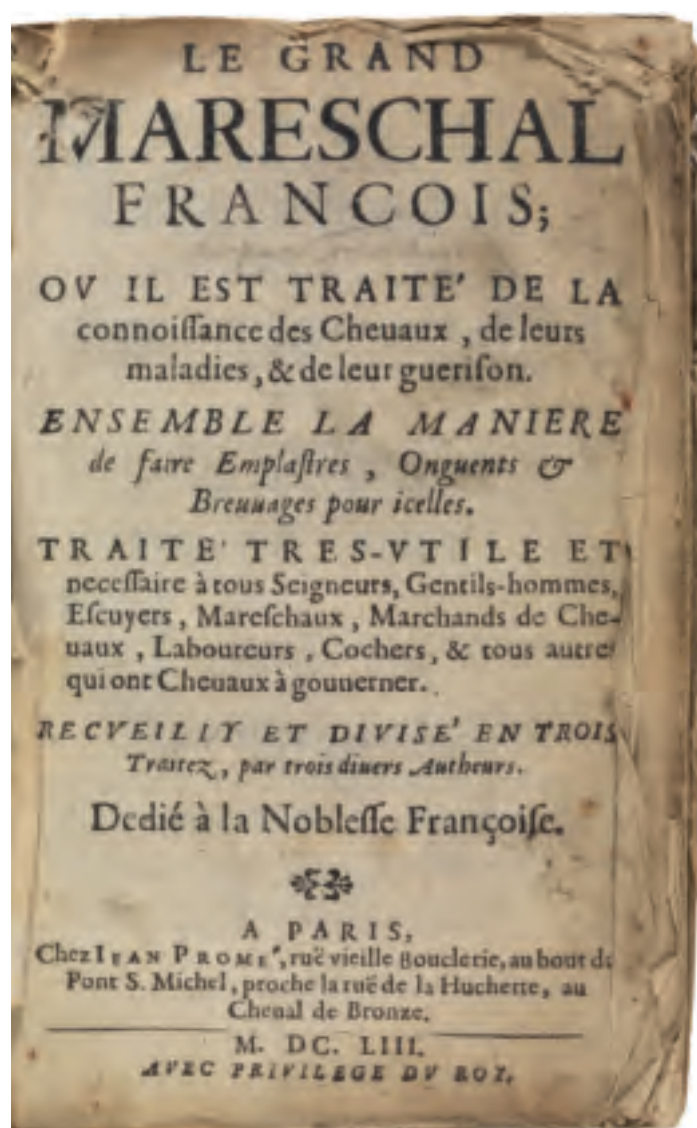 LE GRAND
MARESCHAL
FRANCOIS;
OV IL EST TRAITE' DE LA
connoiſſance des Cheuaux, de leurs
maladies, & de leur gueriſon.
ENSEMBLE LA MANIERE
de faire Emplaſtres, Onguents &
Breuuages pour icelles.
TRAITE' TRES-VTILE ET
neceſſaire à tous Seigneurs, Gentils-hommes,
Eſcuyers, Mareſchaux, Marchands de Che-
uaux, Laboureurs, Cochers, & tous autres
qui ont Cheuaux à gouuerner.
RECVEILIY ET DIVISE' EN TROIS
Traitez, par trois diuers Autheurs.
Dedié à la Nobleſſe Françoiſe.
A PARIS,
Chez IEAN PROME', ruë vieille Bouclerie, au bout du
Pont S. Michel, proche la ruë de la Huchette, au
Cheual de Bronze.
M. DC. LIII.
AVEC PRIVILEGE DV ROY.